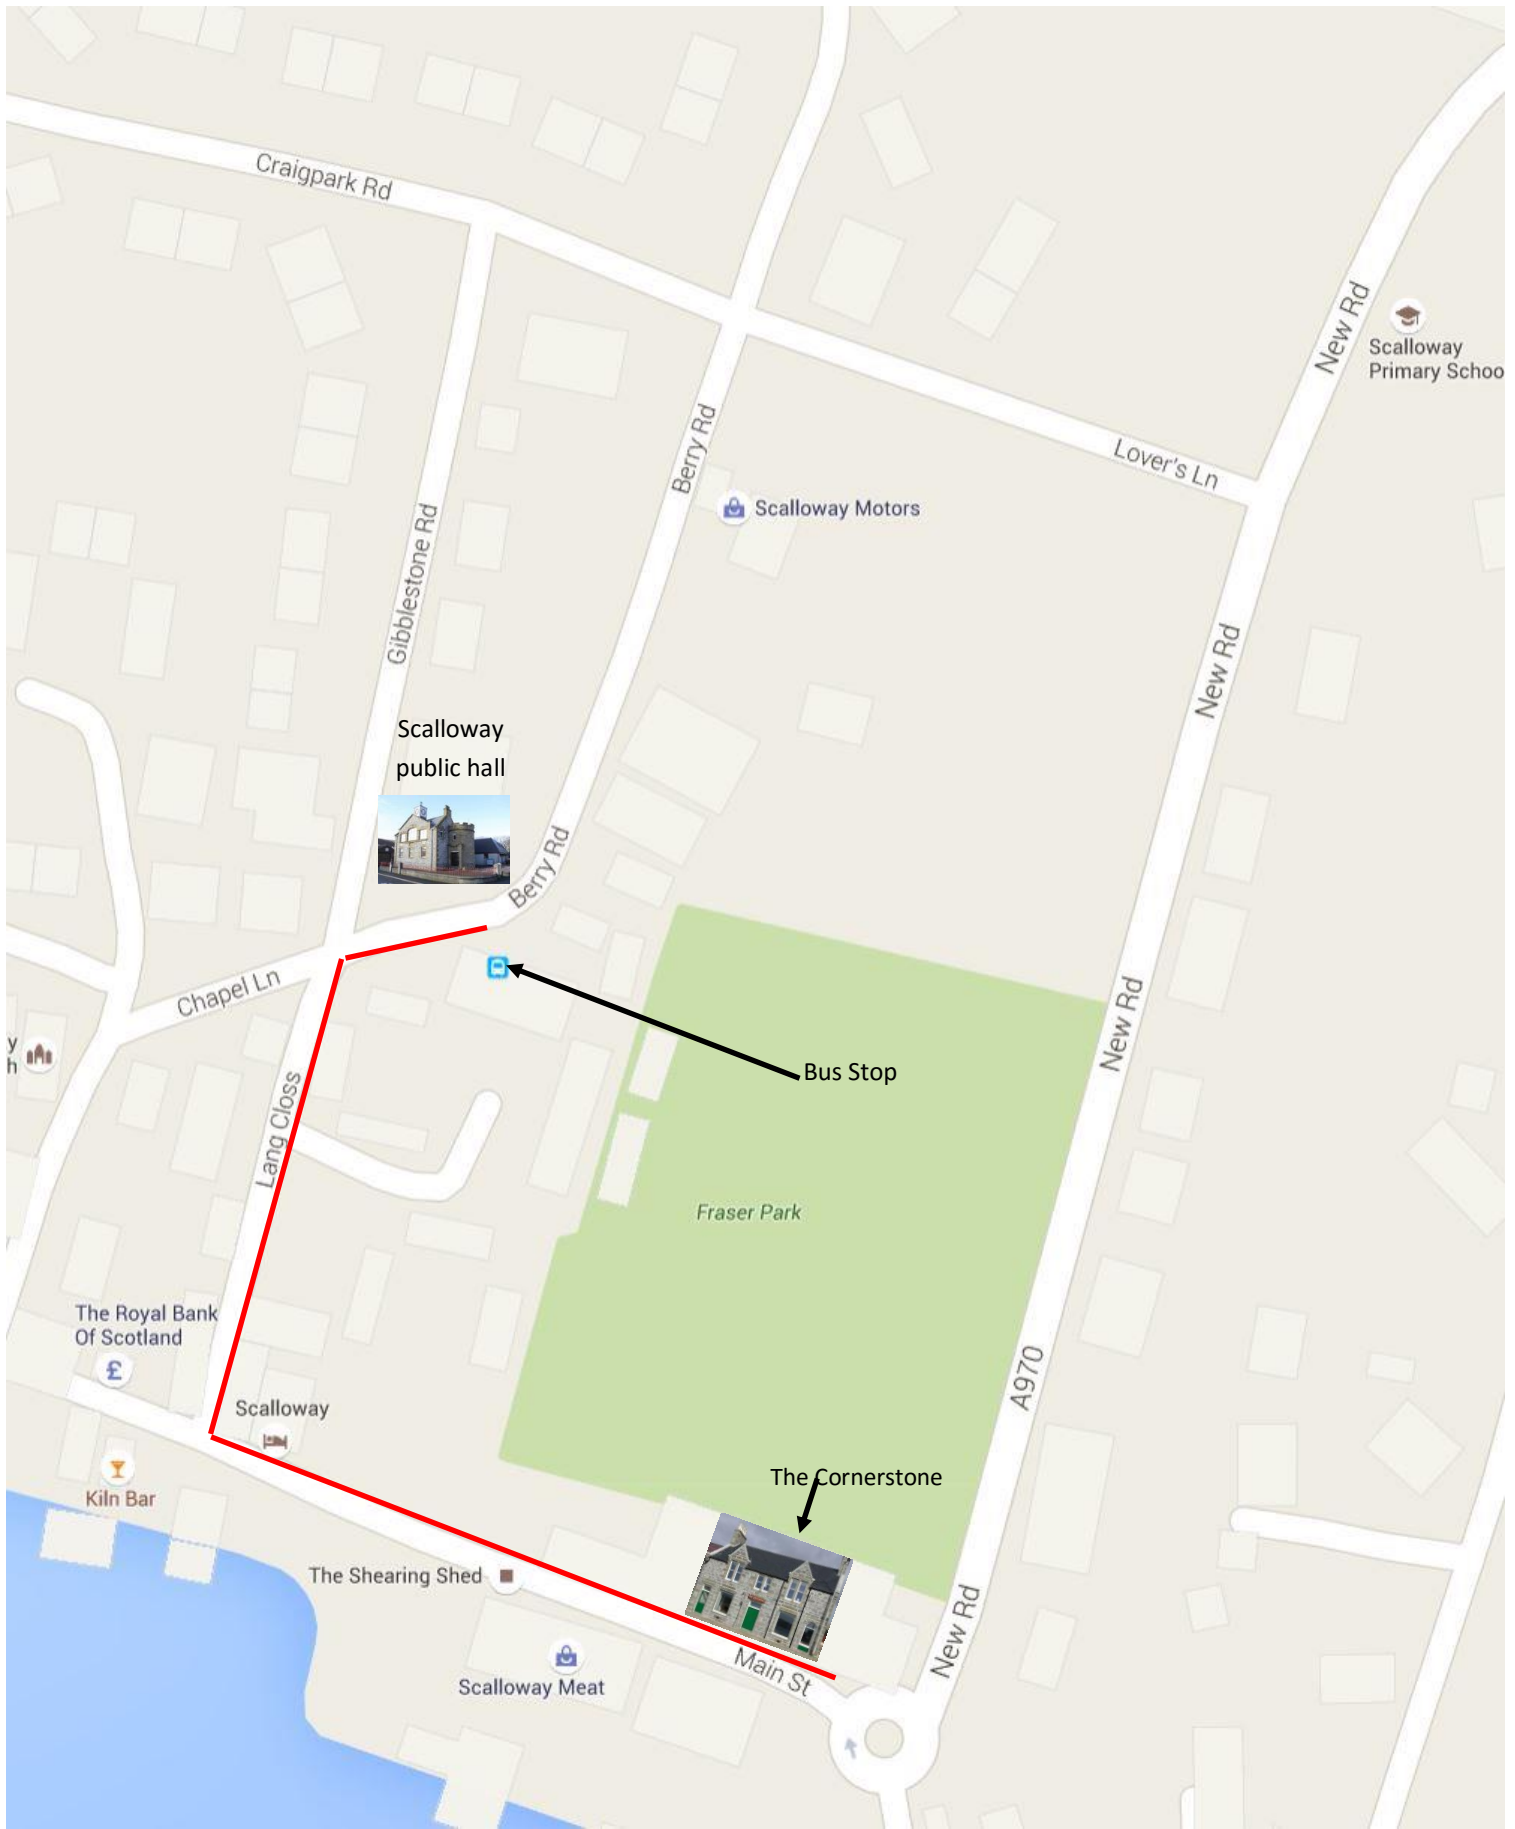 Craigpark Rd
New Rd
Scalloway
Primary Schoo
Berry Rd
Lover's Ln
Scalloway Motors
Gibblestone Rd
New Rd
Scalloway
public hall
Berry Rd
Chapel Ln
New Rd
y
h
Bus Stop
Lang Closs
Fraser Park
The Royal Bank
Of Scotland
£
A970
Scalloway
The Cornerstone
Kiln Bar
The Shearing Shed
New Rd
Main St
Scalloway Meat